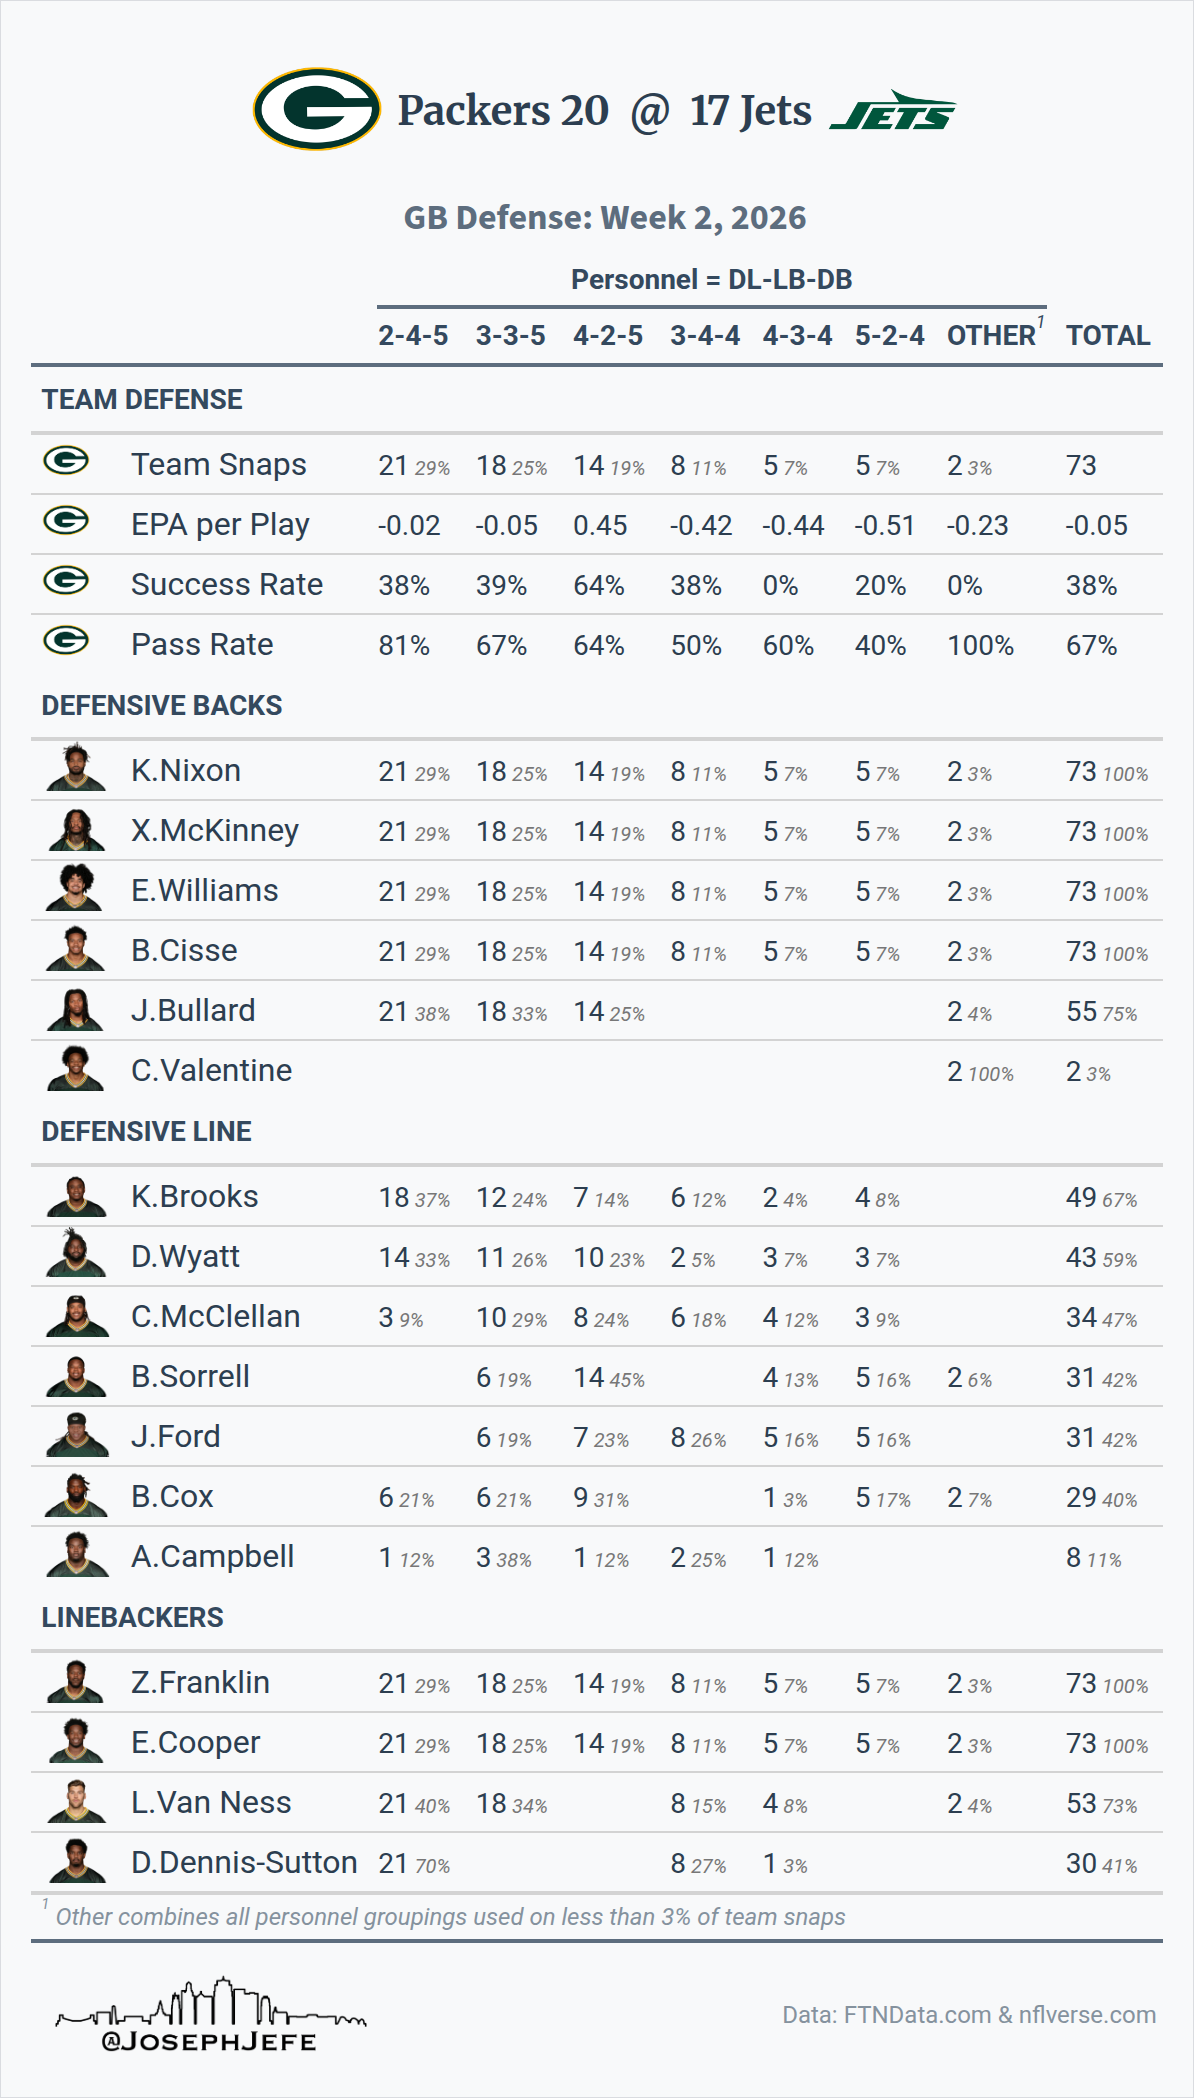 Packers 20 @ 17 Jets JETS
GB Defense: Week 2, 2026
Personnel = DL-LB-DB
2-4-5 3-3-5 4-2-5 3-4-4 4-3-4 5-2-4 OTHER1 TOTAL
TEAM DEFENSE
Team Snaps 21 29% 18 25% 14 19% 8 11% 5 7% 5 7% 2 3% 73
EPA per Play -0.02 -0.05 0.45 -0.42 -0.44 -0.51 -0.23 -0.05
Success Rate 38% 39% 64% 38% 0% 20% 0% 38%
Pass Rate 81% 67% 64% 50% 60% 40% 100% 67%
DEFENSIVE BACKS
K.Nixon 21 29% 18 25% 14 19% 8 11% 5 7% 5 7% 2 3% 73 100%
X.McKinney 21 29% 18 25% 14 19% 8 11% 5 7% 5 7% 2 3% 73 100%
E.Williams 21 29% 18 25% 14 19% 8 11% 5 7% 5 7% 2 3% 73 100%
B.Cisse 21 29% 18 25% 14 19% 8 11% 5 7% 5 7% 2 3% 73 100%
J.Bullard 21 38% 18 33% 14 25% 2 4% 55 75%
C.Valentine 2 100% 2 3%
DEFENSIVE LINE
K.Brooks 18 37% 12 24% 7 14% 6 12% 2 4% 4 8% 49 67%
D.Wyatt 14 33% 11 26% 10 23% 2 5% 3 7% 3 7% 43 59%
C.McClellan 3 9% 10 29% 8 24% 6 18% 4 12% 3 9% 34 47%
B.Sorrell 6 19% 14 45% 4 13% 5 16% 2 6% 31 42%
J.Ford 6 19% 7 23% 8 26% 5 16% 5 16% 31 42%
B.Cox 6 21% 6 21% 9 31% 1 3% 5 17% 2 7% 29 40%
A.Campbell 1 12% 3 38% 1 12% 2 25% 1 12% 8 11%
LINEBACKERS
Z.Franklin 21 29% 18 25% 14 19% 8 11% 5 7% 5 7% 2 3% 73 100%
E.Cooper 21 29% 18 25% 14 19% 8 11% 5 7% 5 7% 2 3% 73 100%
L.Van Ness 21 40% 18 34% 8 15% 4 8% 2 4% 53 73%
D.Dennis-Sutton 21 70% 8 27% 1 3% 30 41%
1 Other combines all personnel groupings used on less than 3% of team snaps
@JOSEPHJEFE
Data: FTNData.com & nflverse.com